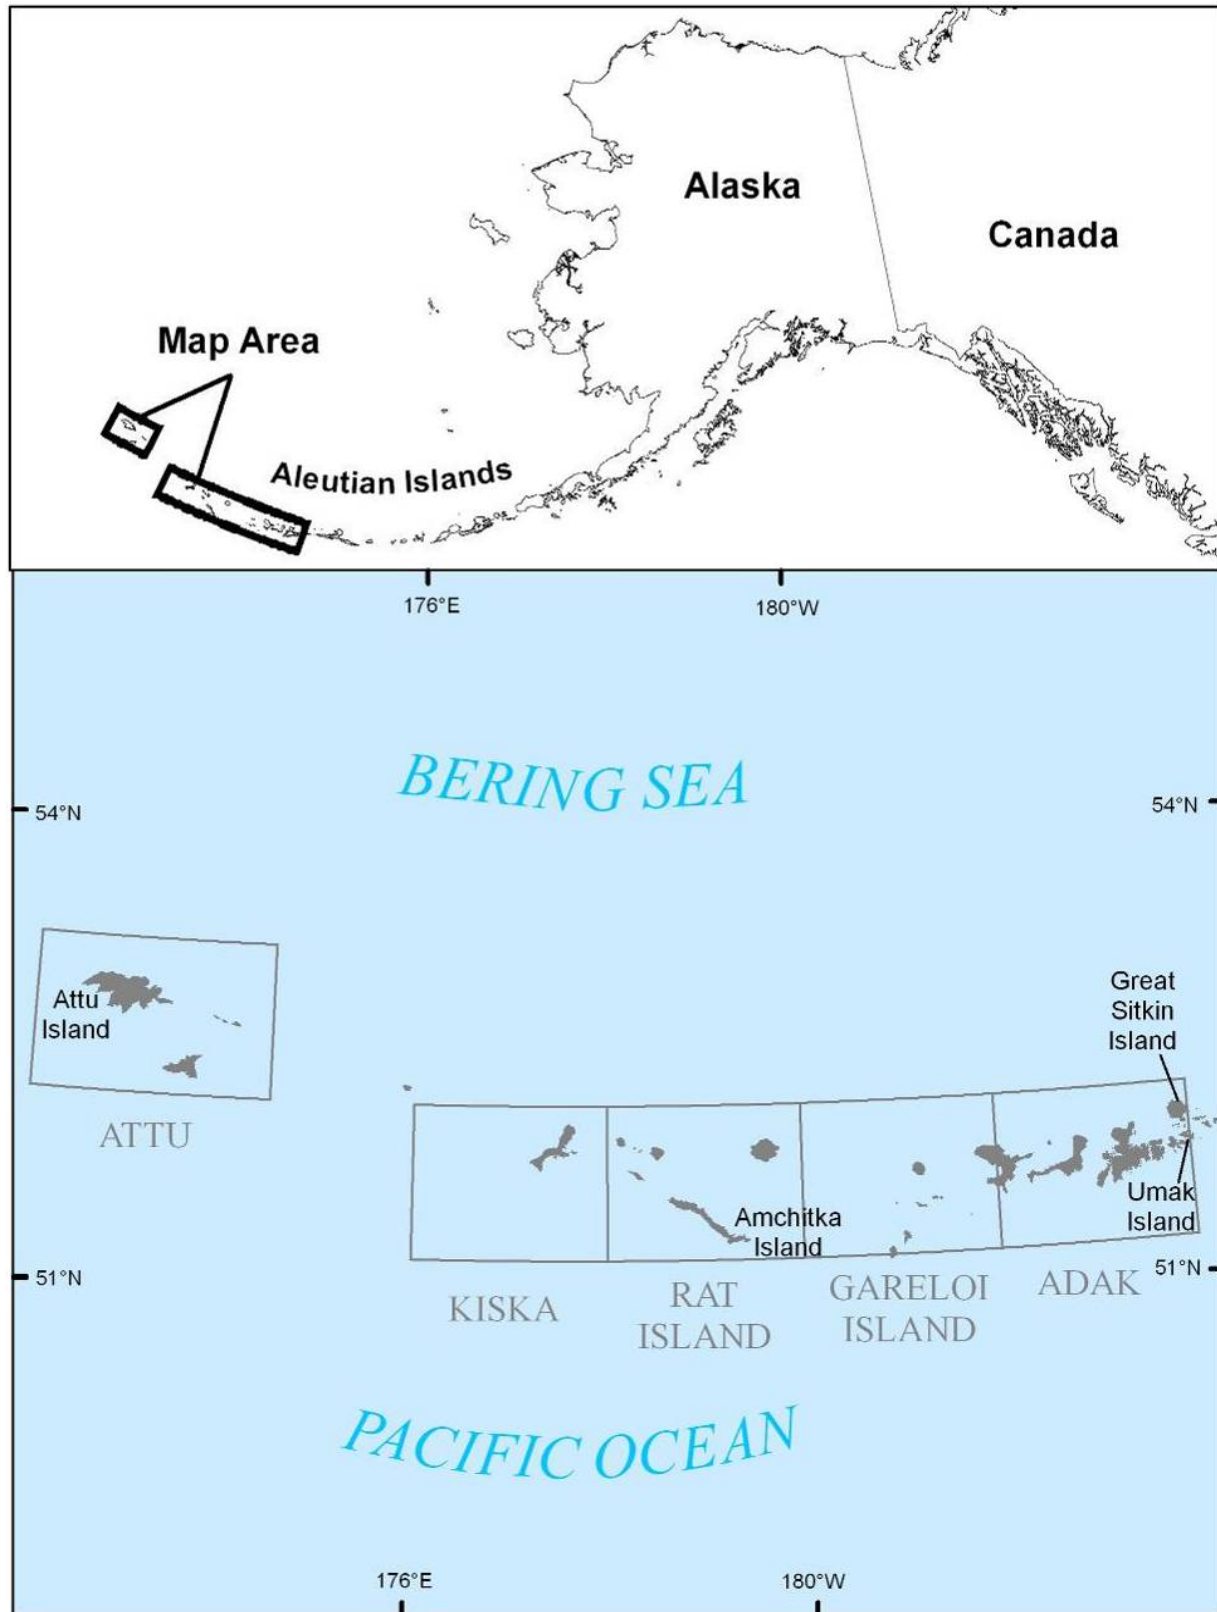 Alaska
Canada
Map Area
Aleutian Islands
176°E
180°W
BERING SEA
54°N
54°N
Great
Sitkin
Island
Attu
Island
ATTU
Amchitka
Island
Umak
Island
51°N
51°N
KISKA
RAT
ISLAND
GARELOI
ISLAND
ADAK
PACIFIC OCEAN
176°E
180°W